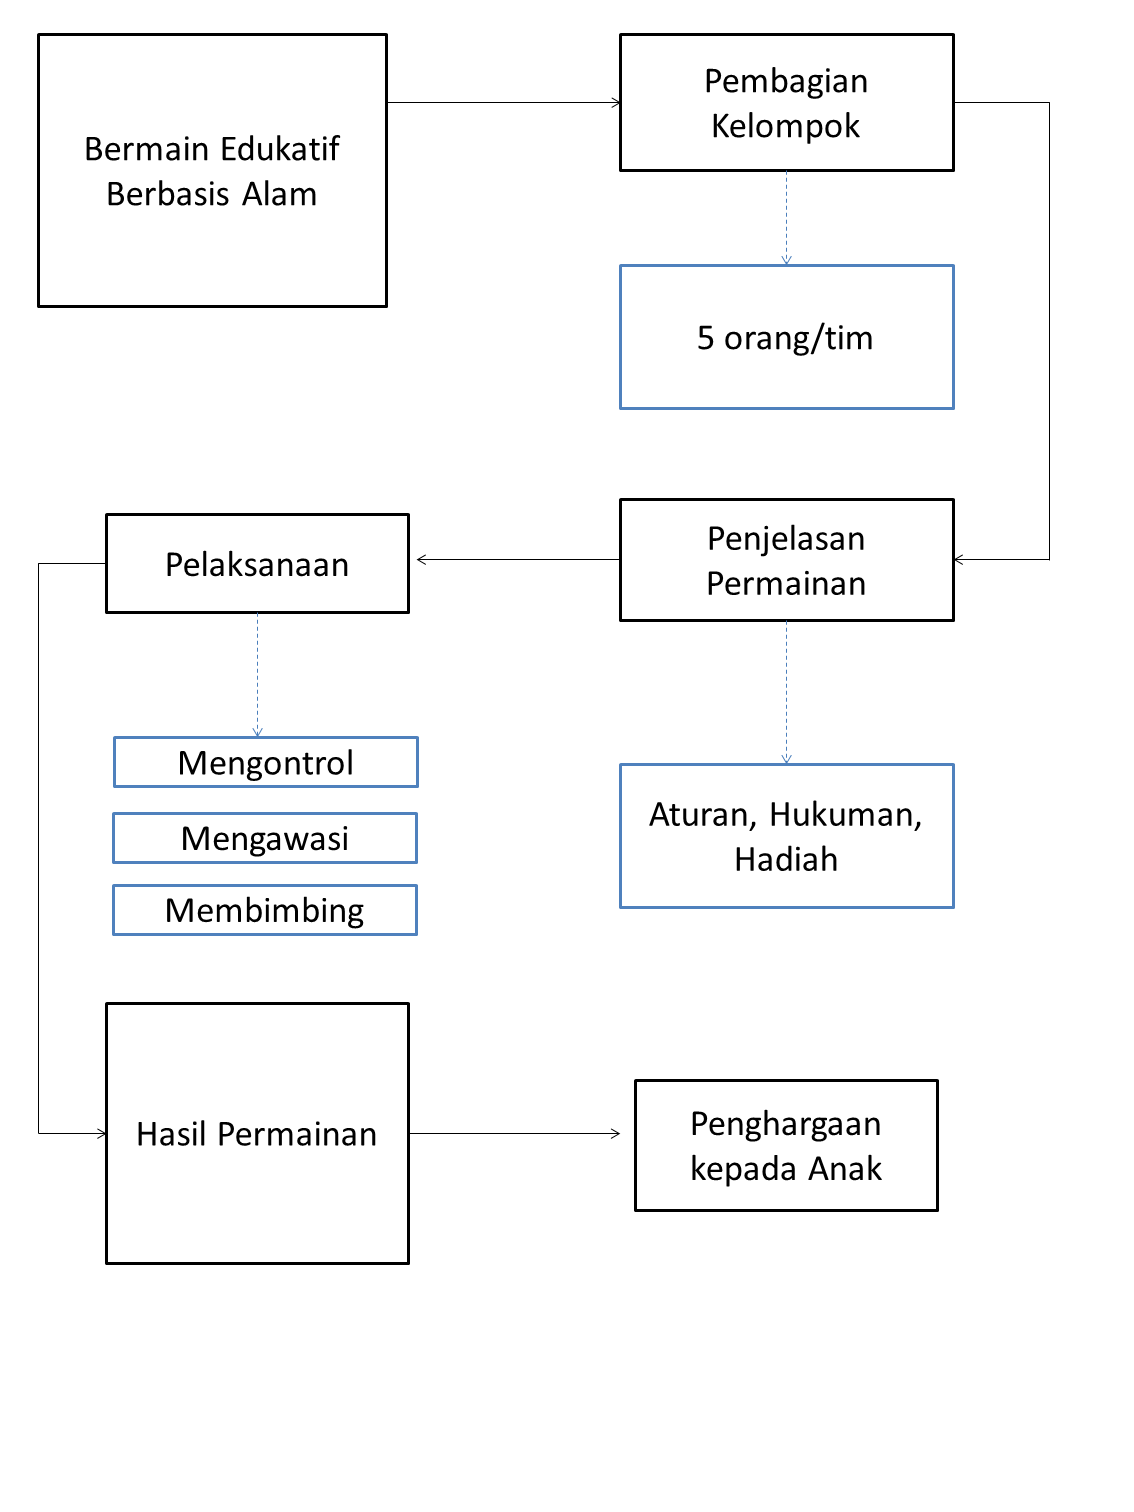 Bermain Edukatif
Berbasis Alam
Pembagian
Kelompok
5 orang/tim
Penjelasan
Permainan
Aturan, Hukuman,
Hadiah
Pelaksanaan
Mengontrol
Mengawasi
Membimbing
Hasil Permainan
Penghargaan
kepada Anak